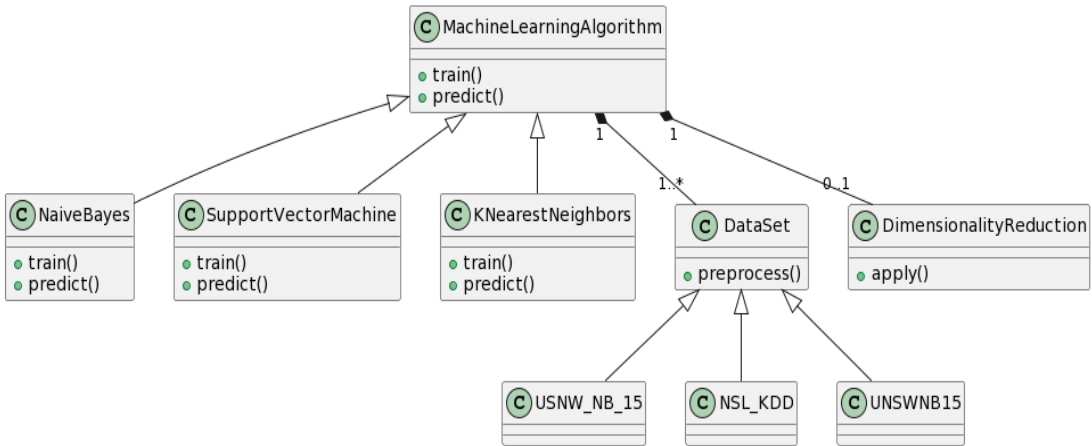 C MachineLearningAlgorithm
train()
predict()
1
1
1..*
0..1
C NaiveBayes
train()
predict()
C SupportVectorMachine
train()
predict()
C KNearestNeighbors
train()
predict()
C DataSet
preprocess()
C DimensionalityReduction
apply()
C USNW_NB_15
C NSL_KDD
C UNSWNB15